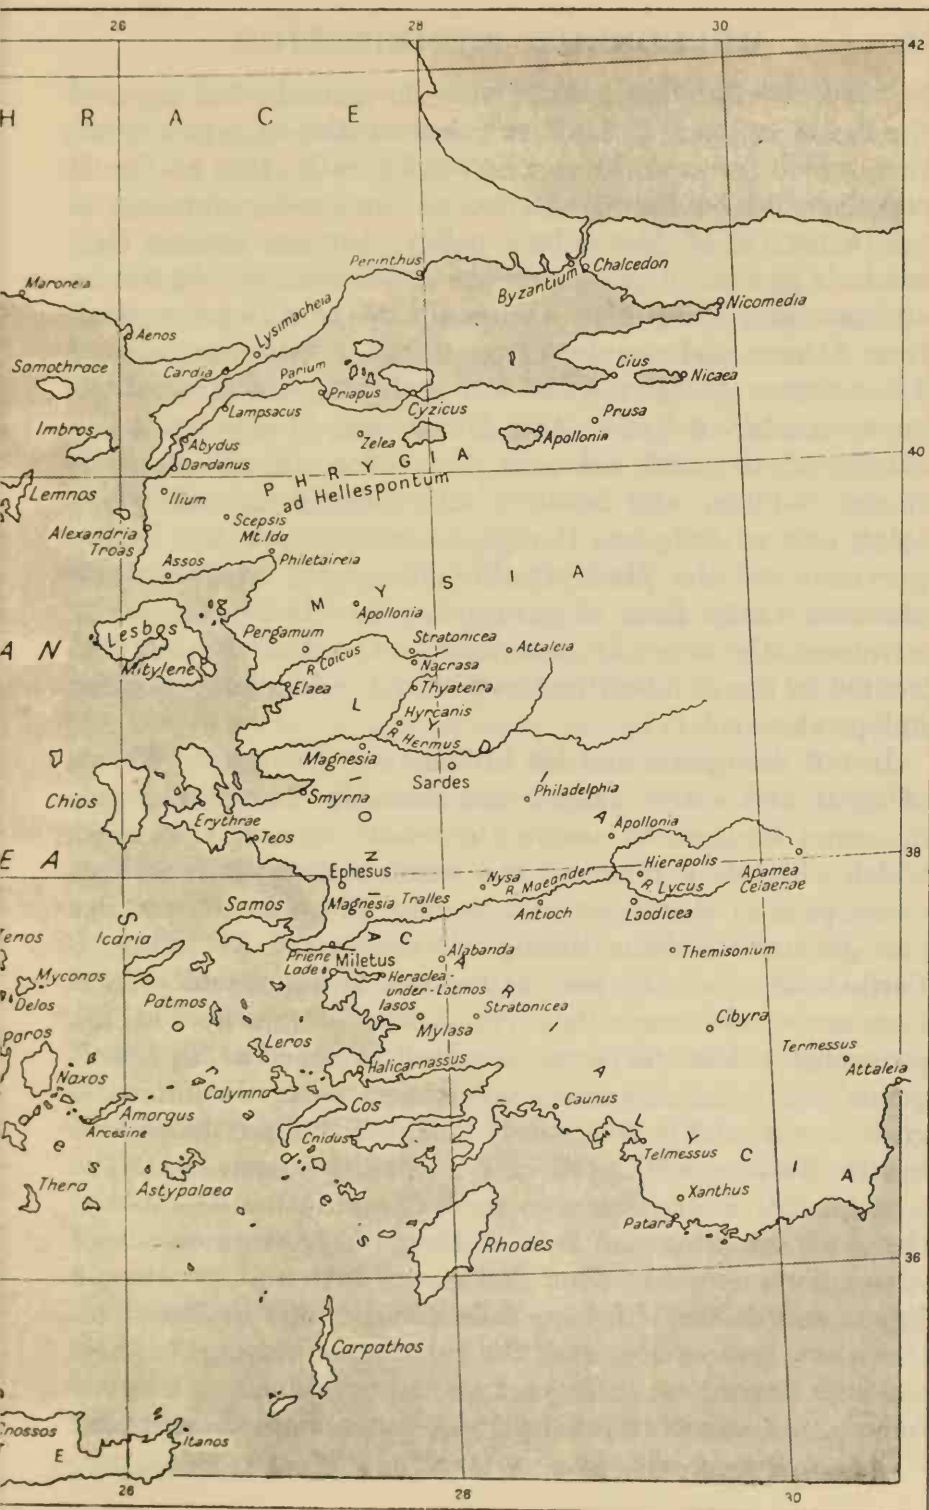 26 28 30
42
H R A C E
Perinthus
Byzantium
Chalcedon
Maroneia
Lysimacheia
Nicomedia
Aenos
Samothrace
Cardia
Parium
Cius
Nicaea
Priapus
Lampsacus
Cyzicus
Prusa
Imbros
Abydus
Zelea
Apollonia
Dardanus
40
PHRYGIA
ad Hellespontum
Lemnos
Ilium
Scepsis
Mt. Ida
Alexandria
Troas
Assos
Philetaireia
MYSIA
Apollonia
Lesbos
Pergamum
Stratonicea
Attaleia
AN
R Caicus
Nacrasa
Mitylene
Elaea
Thyateira
L Y D I A
Hyrcanis
R Hermus
Magnesia
Sardes
Chios
Smyrna
Philadelphia
Erythrae
Apollonia
Teos
E A
38
I O N I A
Ephesus
Nysa
R. Maeander
Hierapolis
R Lycus
Apamea
Celaenae
Samos
Magnesia
Tralles
Antioch
Laodicea
S
Icaria
Tenos
C A R I A
Priene
Miletus
Alabanda
Themisonium
Myconos
Lade
Heraclea-
under-Latmos
Delos
Patmos
Iasos
Stratonicea
Mylasa
Cibyra
Paros
Leros
Termessus
Halicarnassus
Attaleia
Naxos
Calymna
Amorgus
Cos
Caunus
Arcesine
Cnidus
Telmessus
LYCIA
e s
Thera
Astypalaea
Xanthus
Patara
s
Rhodes
36
Carpathos
Cnossos
Itanos
E
26 28 30